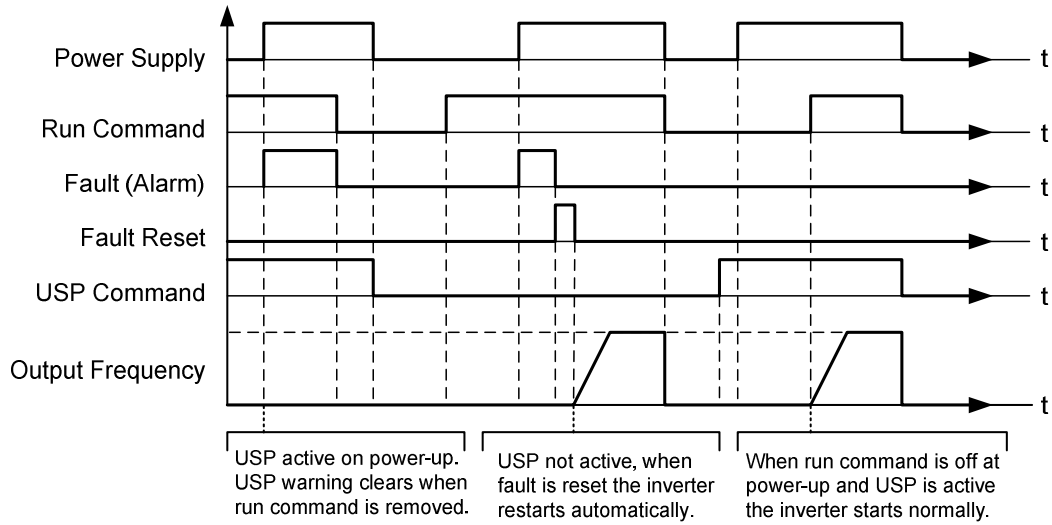 Power Supply
t
Run Command
t
Fault (Alarm)
t
Fault Reset
t
USP Command
t
Output Frequency
t
USP active on power-up.
USP warning clears when
run command is removed.
USP not active, when
fault is reset the inverter
restarts automatically.
When run command is off at
power-up and USP is active
the inverter starts normally.